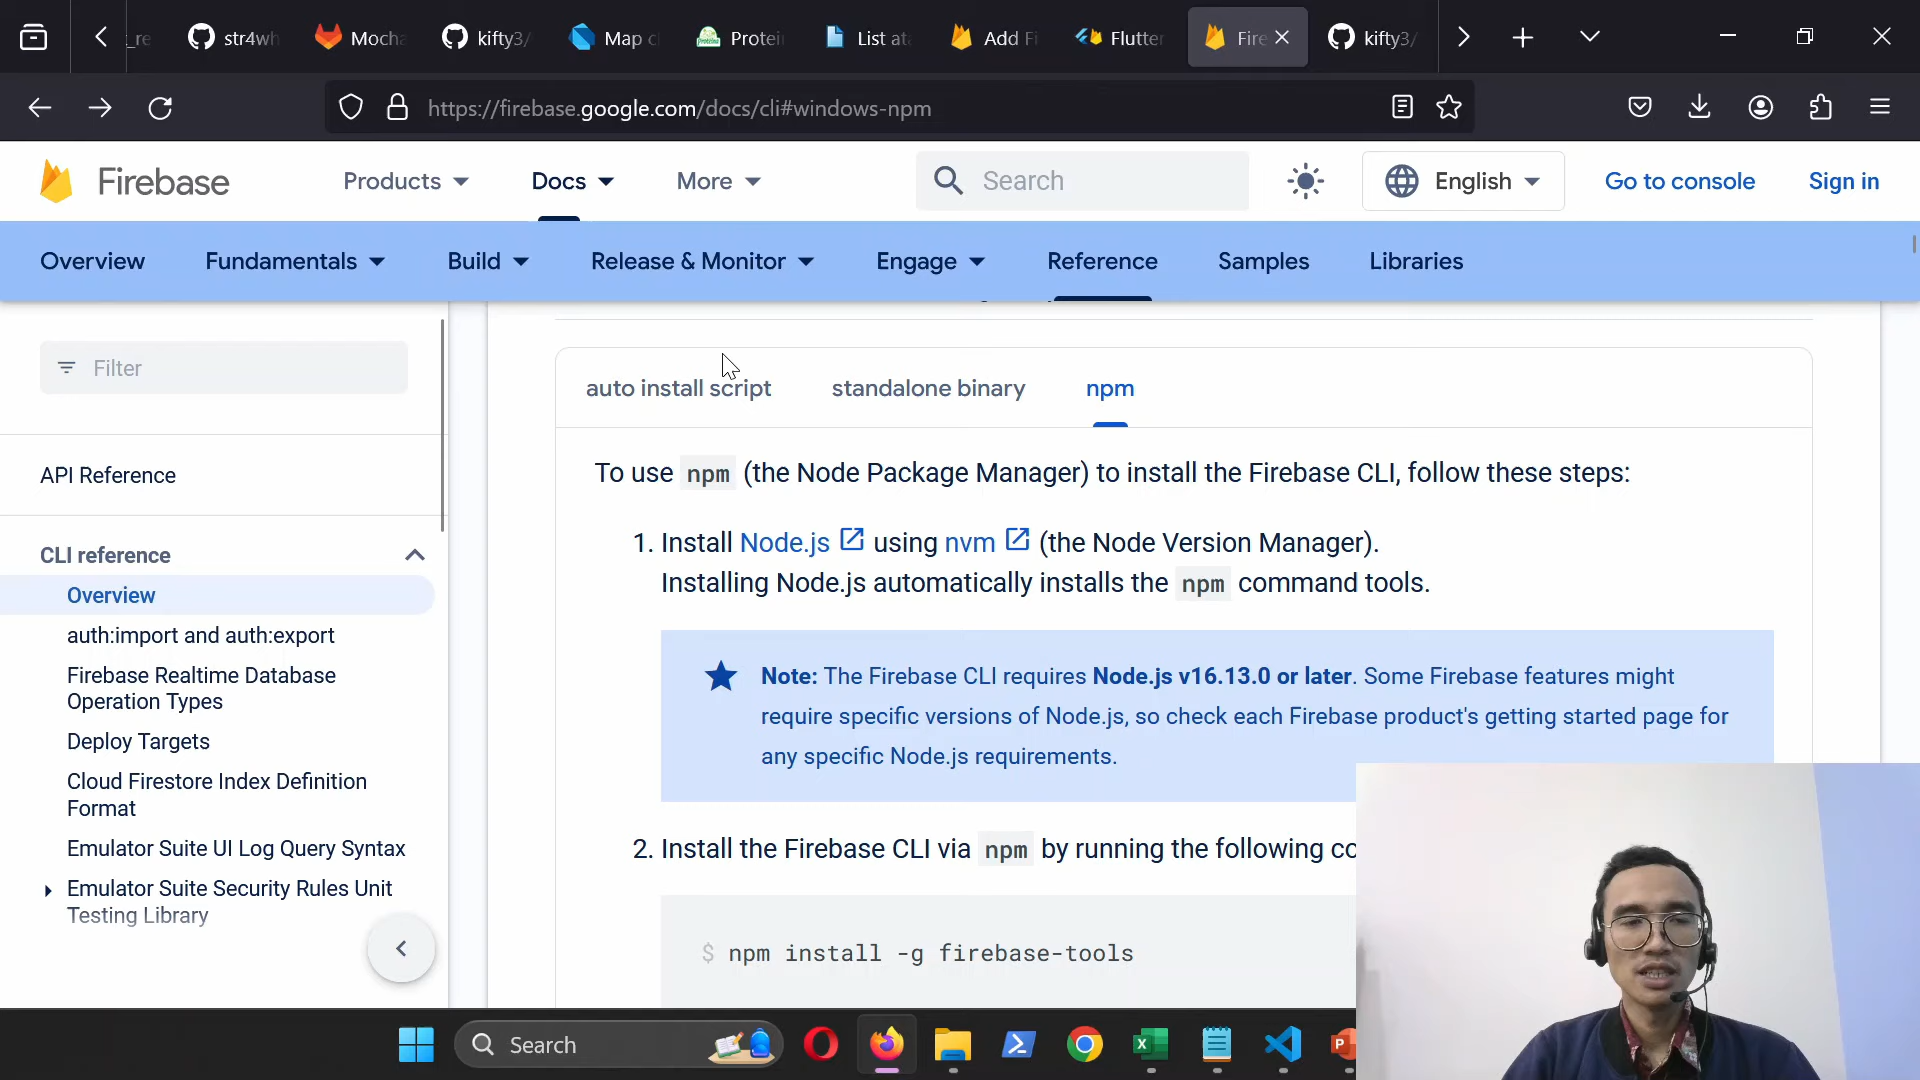 _re
str4wh
Mocha
kifty3/
Map c
Protei
List at
Add Fi
Flutter
Fire
kifty3/
https://firebase.google.com/docs/cli#windows-npm
Firebase
Products
Docs
More
Search
English
Go to console
Sign in
Overview
Fundamentals
Build
Release & Monitor
Engage
Reference
Samples
Libraries
Filter
API Reference
CLI reference
Overview
auth:import and auth:export
Firebase Realtime Database
Operation Types
Deploy Targets
Cloud Firestore Index Definition
Format
Emulator Suite UI Log Query Syntax
Emulator Suite Security Rules Unit
Testing Library
auto install script
standalone binary
npm
To use npm (the Node Package Manager) to install the Firebase CLI, follow these steps:
1. Install Node.js using nvm (the Node Version Manager).
Installing Node.js automatically installs the npm command tools.
Note: The Firebase CLI requires Node.js v16.13.0 or later. Some Firebase features might
require specific versions of Node.js, so check each Firebase product's getting started page for
any specific Node.js requirements.
2. Install the Firebase CLI via npm by running the following co
$ npm install -g firebase-tools
Search